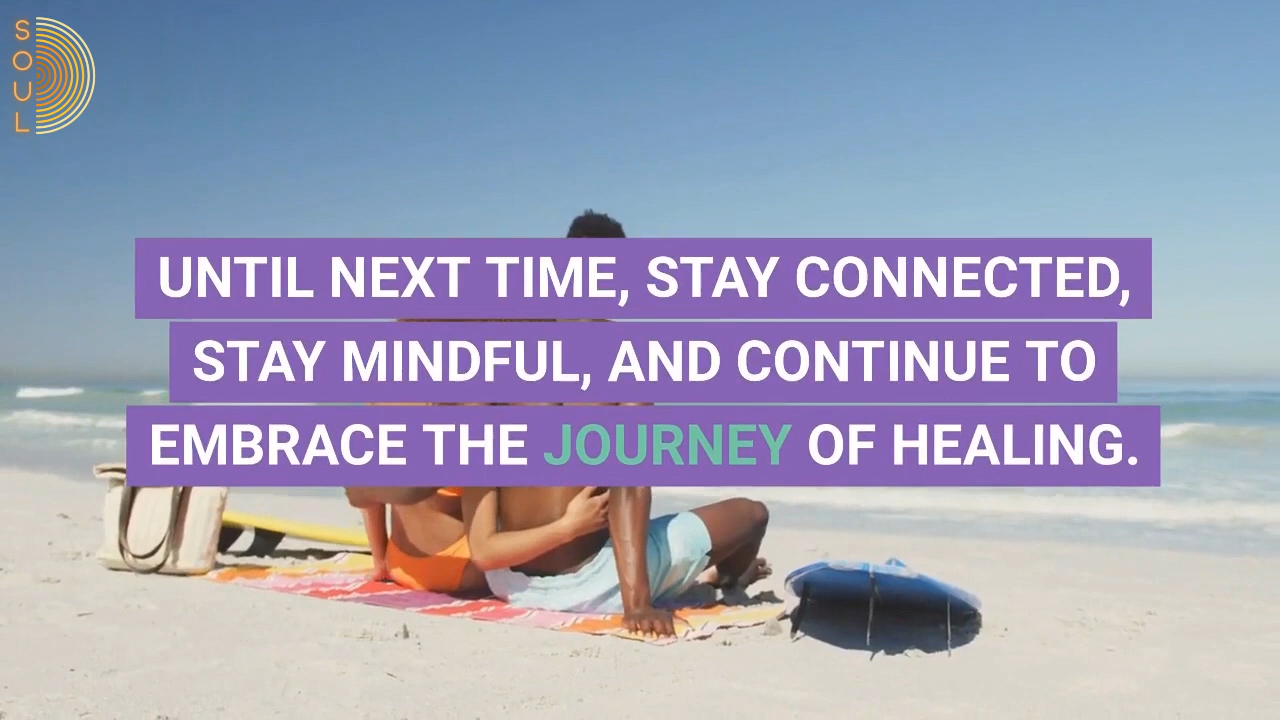 SOUL
UNTIL NEXT TIME, STAY CONNECTED,
STAY MINDFUL, AND CONTINUE TO
EMBRACE THE JOURNEY OF HEALING.